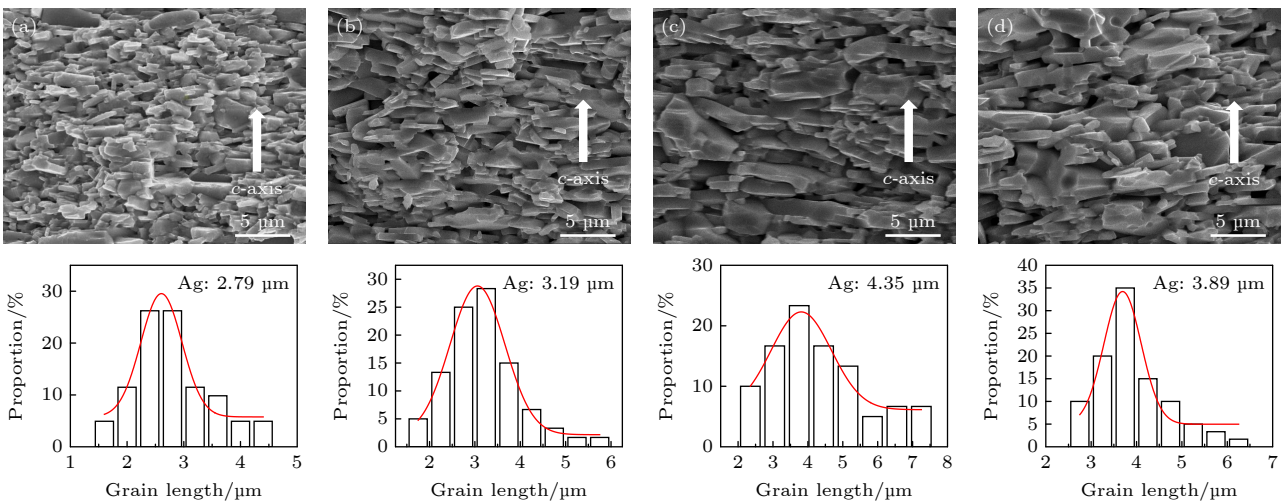 (a)
c-axis
5 µm
(b)
c-axis
5 µm
(c)
c-axis
5 µm
(d)
c-axis
5 µm
Ag: 2.79 µm
Proportion/%
30
20
10
0
1 2 3 4 5
Grain length/µm
Ag: 3.19 µm
Proportion/%
30
25
20
15
10
5
0
2 3 4 5 6
Grain length/µm
Ag: 4.35 µm
Proportion/%
30
20
10
0
2 3 4 5 6 7 8
Grain length/µm
Ag: 3.89 µm
Proportion/%
40
35
30
25
20
15
10
5
0
2 3 4 5 6 7
Grain length/µm